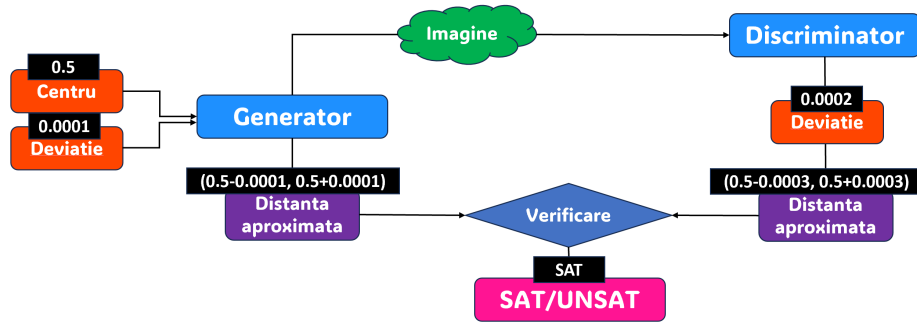 Imagine
Discriminator
0.5
Centru
0.0001
Deviatie
Generator
0.0002
Deviatie
(0.5-0.0001, 0.5+0.0001)
Distanta
aproximata
Verificare
(0.5-0.0003, 0.5+0.0003)
Distanta
aproximata
SAT
SAT/UNSAT